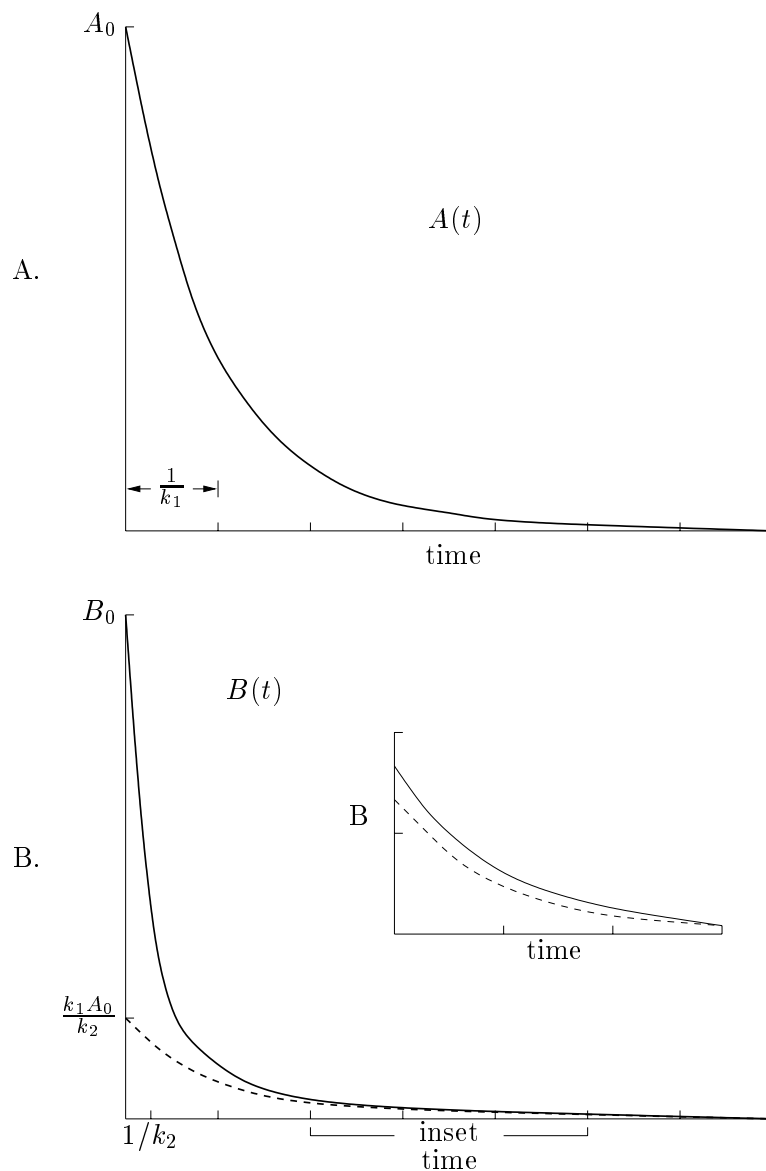 A₀
A(t)
A.
1/k₁
time
B₀
B(t)
B
B.
time
k₁A₀/k₂
1/k₂
inset
time